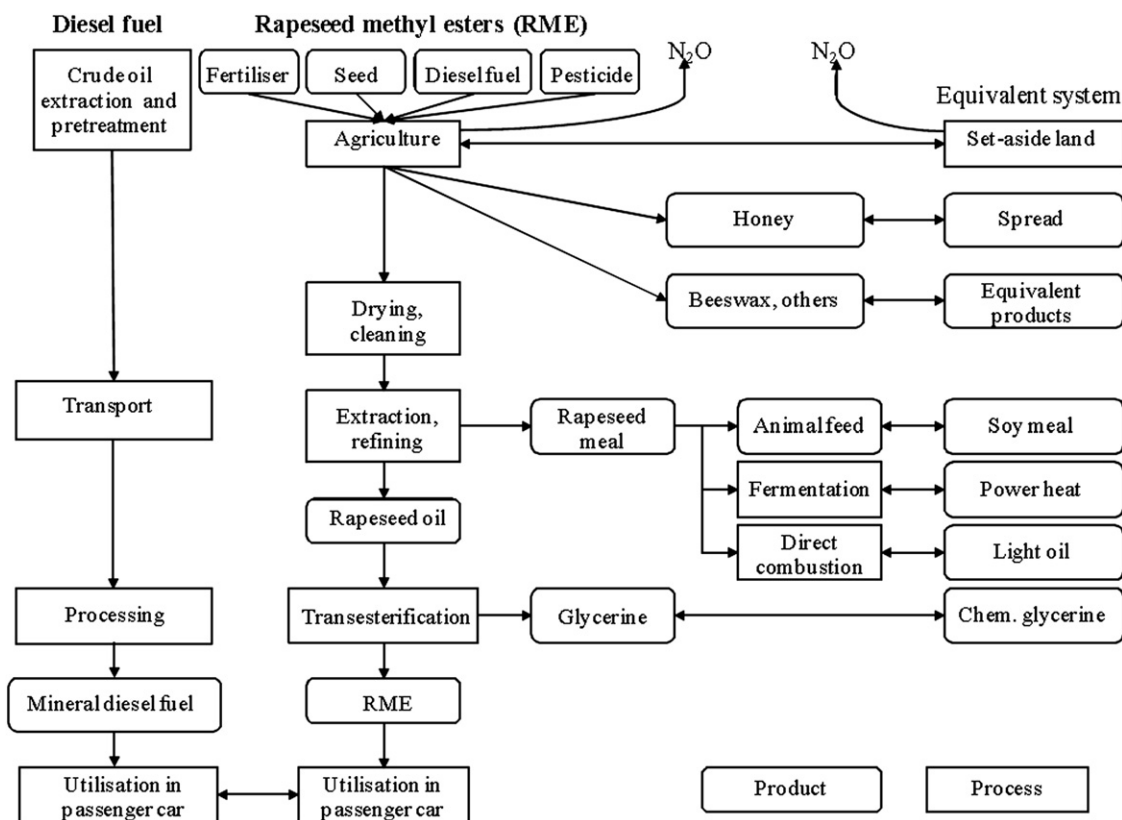 Diesel fuel
Rapeseed methyl esters (RME)
N₂O
N₂O
Crude oil
extraction and
pretreatment
Fertiliser
Seed
Diesel fuel
Pesticide
Equivalent system
Agriculture
Set-aside land
Honey
Spread
Drying,
cleaning
Beeswax, others
Equivalent
products
Transport
Extraction,
refining
Rapeseed
meal
Animal feed
Soy meal
Fermentation
Power heat
Rapeseed oil
Direct
combustion
Light oil
Processing
Transesterification
Glycerine
Chem. glycerine
Mineral diesel fuel
RME
Utilisation in
passenger car
Utilisation in
passenger car
Product
Process